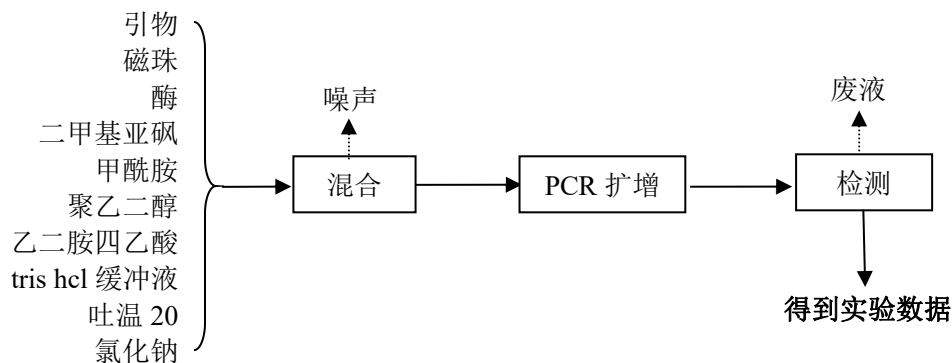 引物
磁珠
酶
二甲基亚砜
甲酰胺
聚乙二醇
乙二胺四乙酸
tris hcl 缓冲液
吐温 20
氯化钠
噪声
混合
PCR 扩增
废液
检测
得到实验数据